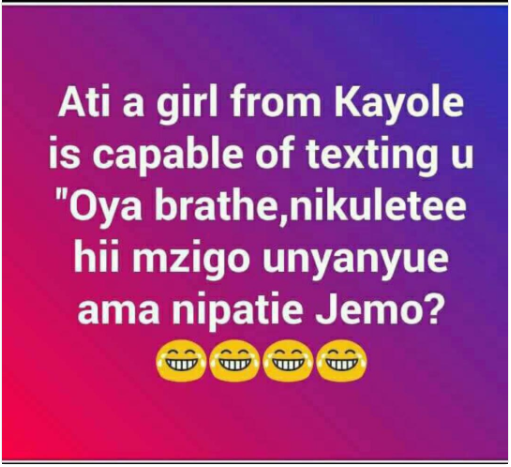 Ati a girl from Kayole
is capable of texting u
"Oya brathe,nikuletee
hii mzigo unyanyue
ama nipatie Jemo?
😂😂😂😂